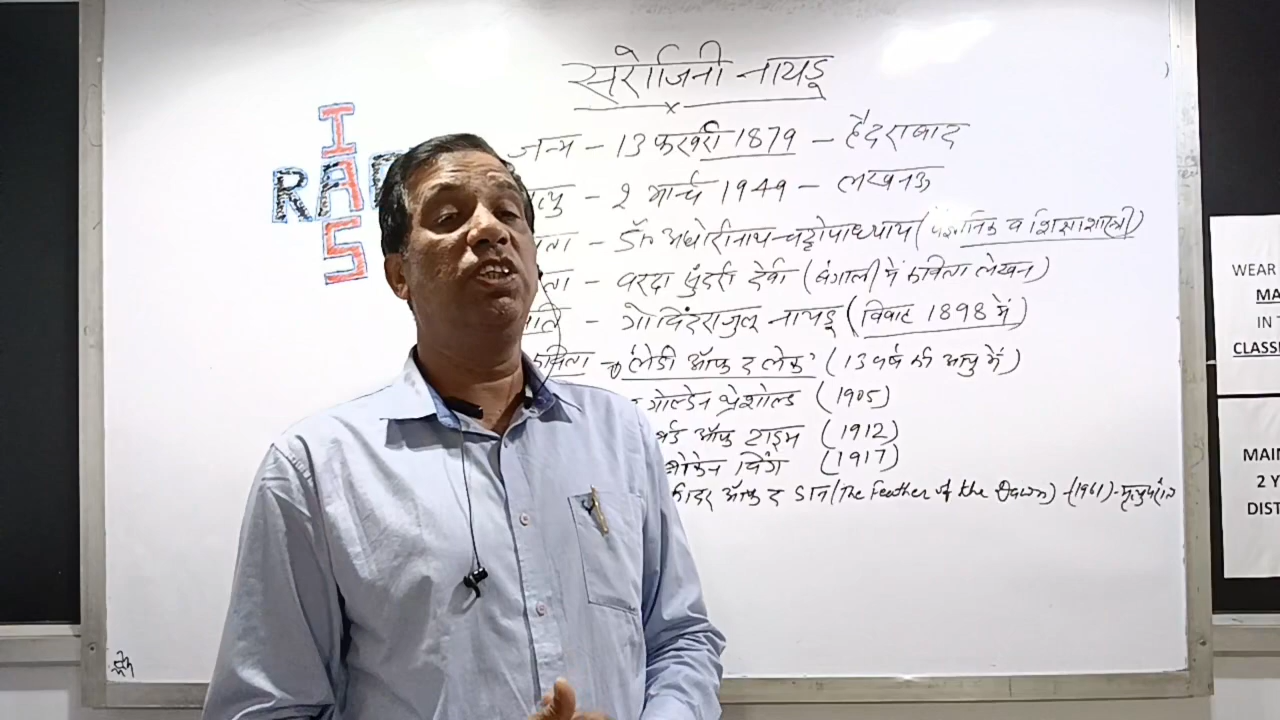 सरोजिनी नायडू
जन्म - 13 फरवरी 1879 - हैदराबाद
त्यु - 2 मार्च 1949 - लखनऊ
ता - डॉ॰ अघोरीनाथ चट्टोपाध्याय (वैज्ञानिक व शिक्षाशास्त्री)
ता - वरदा सुंदरी देवी (बंगाली में कविता लेखन)
ति - गोविंदराजुलू नायडू (विवाह 1898 में)
कविता → 'लेडी ऑफ द लेक' (13 वर्ष की आयु में)
गोल्डेन थ्रेशोल्ड (1905)
र्ड ऑफ टाइम (1912)
ब्रोकेन विंग (1917)
फीदर ऑफ द डान (The Feather of the Dawn) - (1961) -
IAS
RA
WEAR
MA
IN
CLASS
MAIN
2 Y
DIST